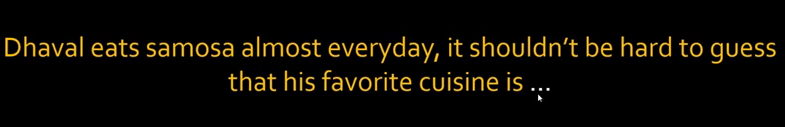 Dhaval eats samosa almost everyday, it shouldn’t be hard to guess
that his favorite cuisine is ...